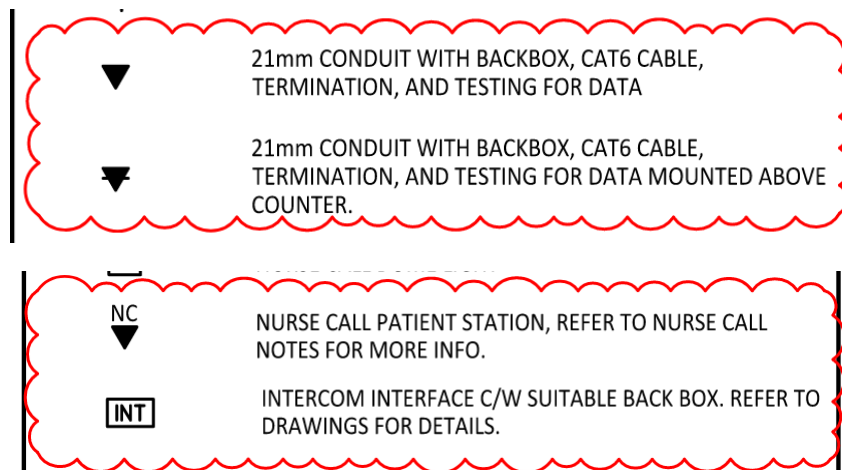 21mm CONDUIT WITH BACKBOX, CAT6 CABLE,
TERMINATION, AND TESTING FOR DATA
21mm CONDUIT WITH BACKBOX, CAT6 CABLE,
TERMINATION, AND TESTING FOR DATA MOUNTED ABOVE
COUNTER.
NC
NURSE CALL PATIENT STATION, REFER TO NURSE CALL
NOTES FOR MORE INFO.
INT
INTERCOM INTERFACE C/W SUITABLE BACK BOX. REFER TO
DRAWINGS FOR DETAILS.